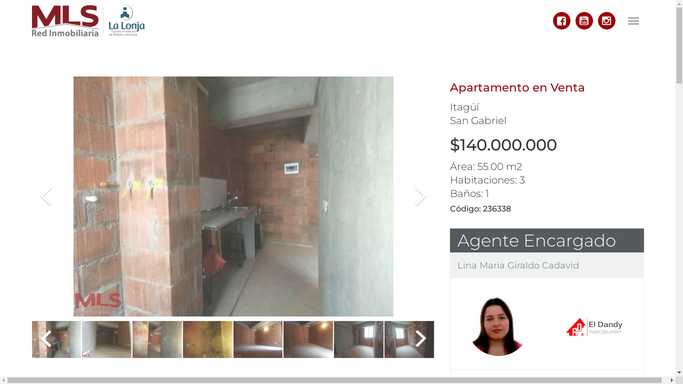 MLS
Red Inmobiliaria
La Lonja
Apartamento en Venta
Itagüí
San Gabriel
$140.000.000
Área: 55.00 m2
Habitaciones: 3
Baños: 1
Código: 236338
MLS
Agente Encargado
Lina Maria Giraldo Cadavid
El Dandy